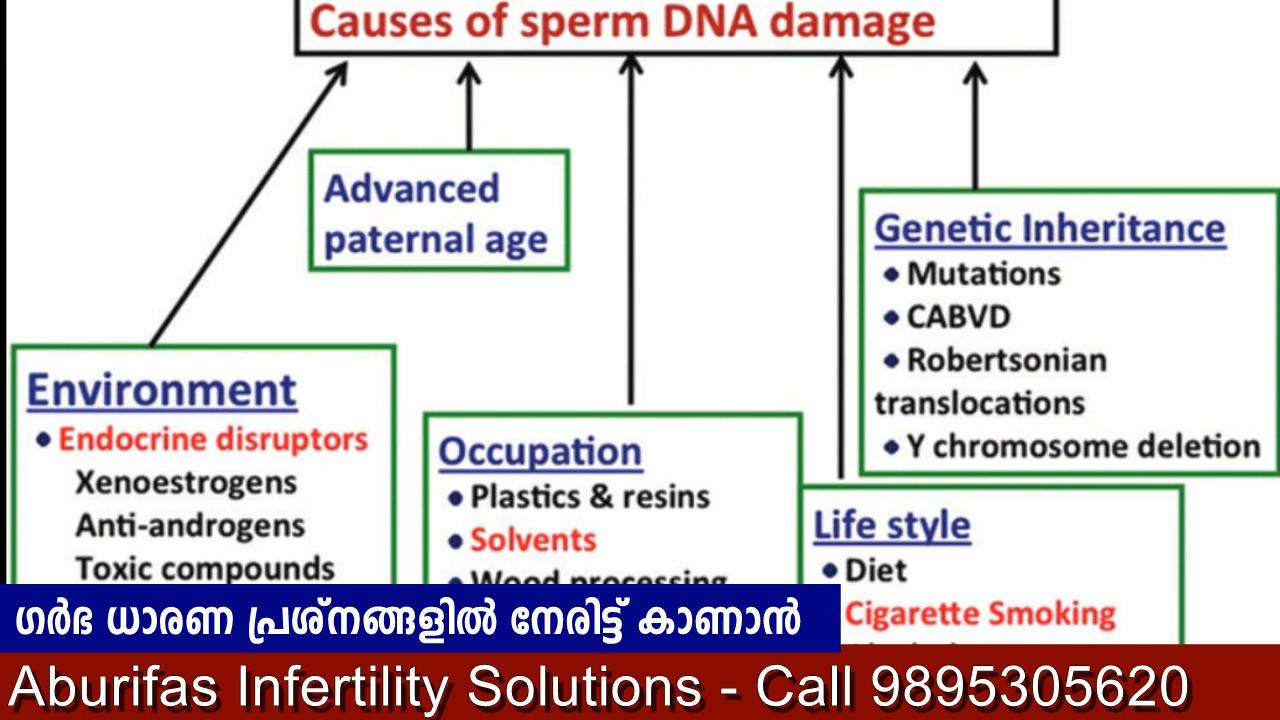 Causes of sperm DNA damage
Advanced
paternal age
Genetic Inheritance
Mutations
CABVD
Robertsonian
translocations
Y chromosome deletion
Environment
Endocrine disruptors
Xenoestrogens
Anti-androgens
Toxic compounds
Occupation
Plastics & resins
Solvents
Wood processing
Life style
Diet
Cigarette Smoking
ഗർഭ ധാരണ പ്രശ്നങ്ങളിൽ നേരിട്ട് കാണാൻ
Aburifas Infertility Solutions - Call 9895305620